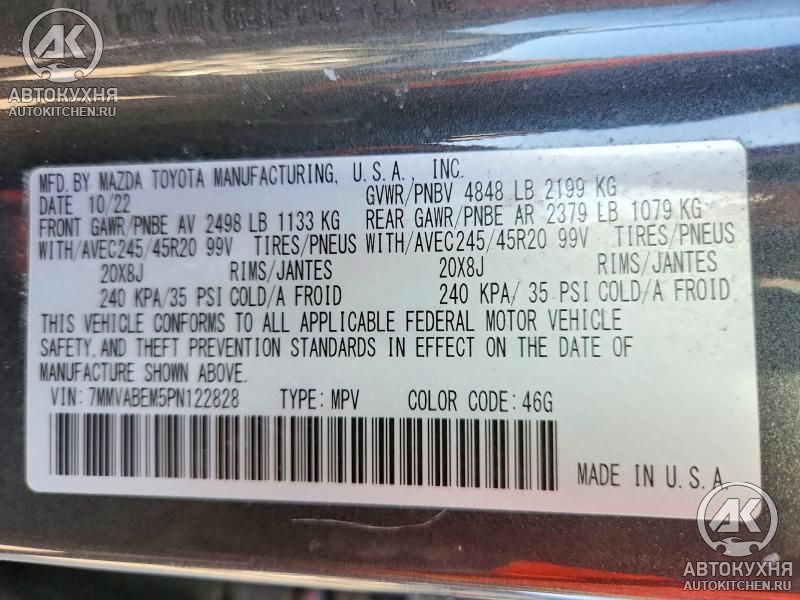 АК
АВТОКУХНЯ
AUTOKITCHEN.RU
MFD. BY MAZDA TOYOTA MANUFACTURING, U.S.A., INC.
DATE 10/22 GVWR/PNBV 4848 LB 2199 KG
FRONT GAWR/PNBE AV 2498 LB 1133 KG REAR GAWR/PNBE AR 2379 LB 1079 KG
WITH/AVEC245/45R20 99V TIRES/PNEUS WITH/AVEC245/45R20 99V TIRES/PNEUS
20X8J RIMS/JANTES 20X8J RIMS/JANTES
240 KPA/35 PSI COLD/A FROID 240 KPA/ 35 PSI COLD/A FROID
THIS VEHICLE CONFORMS TO ALL APPLICABLE FEDERAL MOTOR VEHICLE
SAFETY, AND THEFT PREVENTION STANDARDS IN EFFECT ON THE DATE OF
MANUFACTURE SHOWN ABOVE.
VIN: 7MMVABEM5PN122828 TYPE: MPV COLOR CODE: 46G
MADE IN U.S.A
АК
АВТОКУХНЯ
AUTOKITCHEN.RU